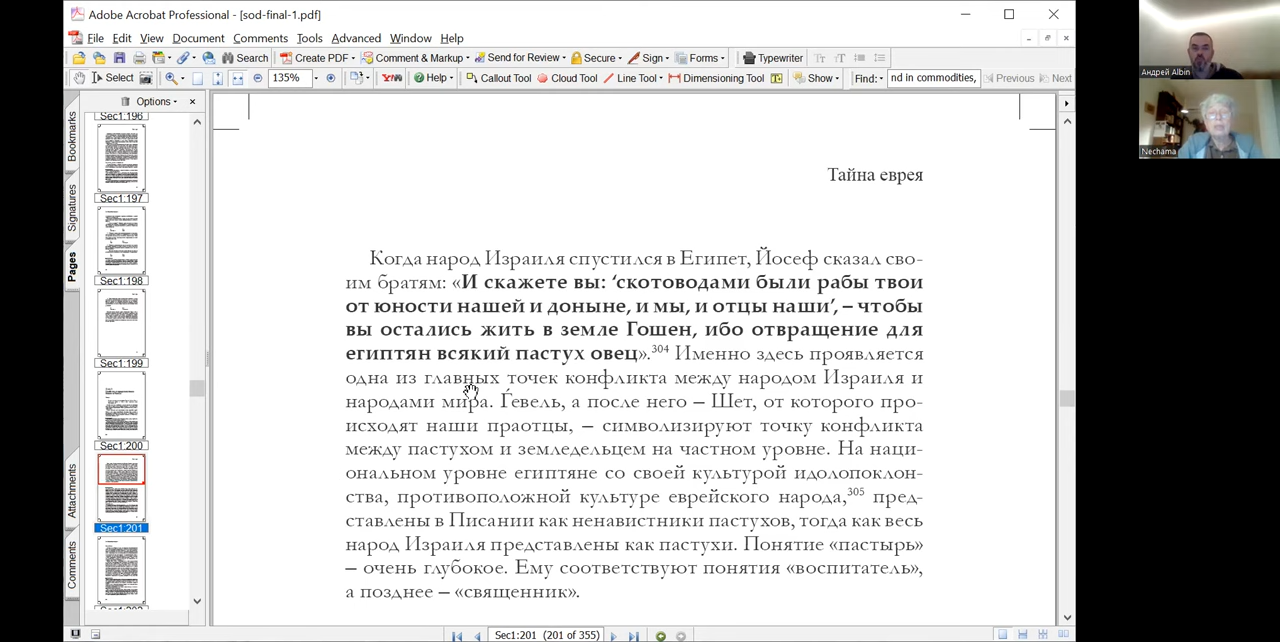 Adobe Acrobat Professional - [sod-final-1.pdf]
File Edit View Document Comments Tools Advanced Window Help
Search Create PDF Comment & Markup Send for Review Secure Sign Forms Typewriter
Select 135% Help Callout Tool Cloud Tool Line Tool Dimensioning Tool Show Find: nd in commodities, Previous Next
Options
Bookmarks
Signatures
Pages
Attachments
Comments
Sec1:196
Sec1:197
Sec1:198
Sec1:199
Sec1:200
Sec1:201
Тайна еврея
Когда народ Израиля спустился в Египет, Йосеф сказал сво-
им братям: «И скажете вы: ‘скотоводами были рабы твои
от юности нашей и доныне, и мы, и отцы наши’, – чтобы
вы остались жить в земле Гошен, ибо отвращение для
египтян всякий пастух овец».304 Именно здесь проявляется
одна из главных точек конфликта между народом Израиля и
народами мира. Ѓевель, а после него – Шет, от которого про-
исходят наши праотцы, – символизируют точку конфликта
между пастухом и земледельцем на частном уровне. На наци-
ональном уровне египтяне со своей культурой идолопоклон-
ства, противоположной культуре еврейского народа,305 пред-
ставлены в Писании как ненавистники пастухов, тогда как весь
народ Израиля представлены как пастухи. Понятие «пастырь»
– очень глубокое. Ему соответствуют понятия «воспитатель»,
а позднее – «священник».
Sec1:201 (201 of 355)
Андрей Albin
Nechama